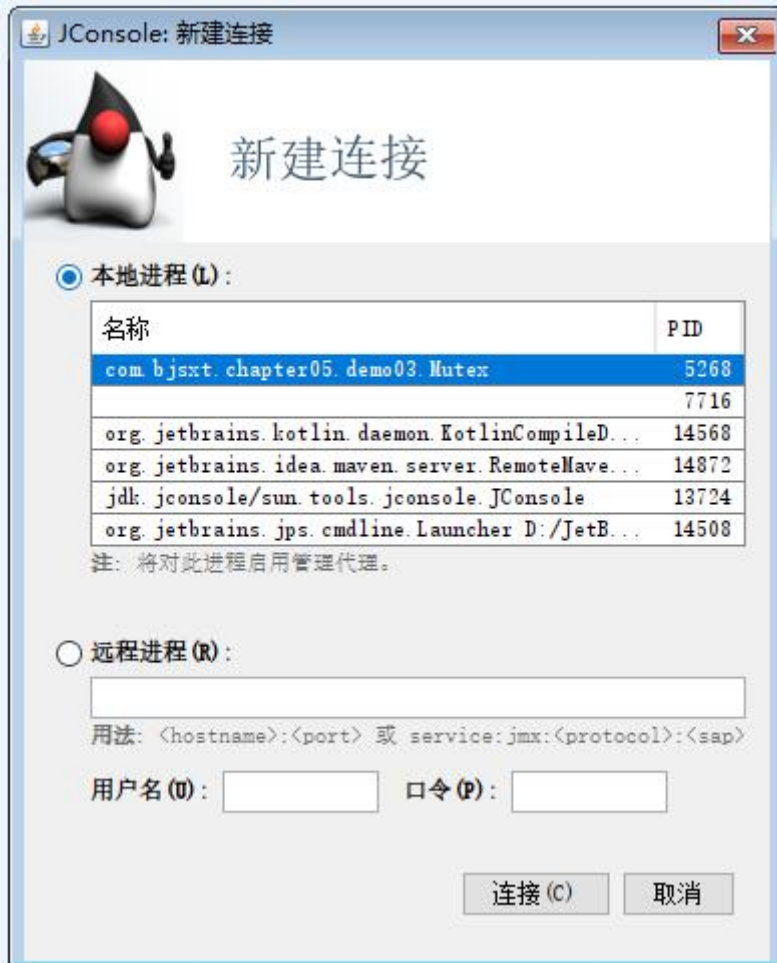 JConsole: 新建连接
新建连接
本地进程(L):
名称 PID
com.bjsxt.chapter05.demo03.Mutex 5268
7716
org.jetbrains.kotlin.daemon.KotlinCompileD... 14568
org.jetbrains.idea.maven.server.RemoteMave... 14872
jdk.jconsole/sun.tools.jconsole.JConsole 13724
org.jetbrains.jps.cmdline.Launcher D:/JetB... 14508
注: 将对此进程启用管理代理。
远程进程(R):
用法: <hostname>:<port> 或 service:jmx:<protocol>:<sap>
用户名(U): 口令(P):
连接(C) 取消